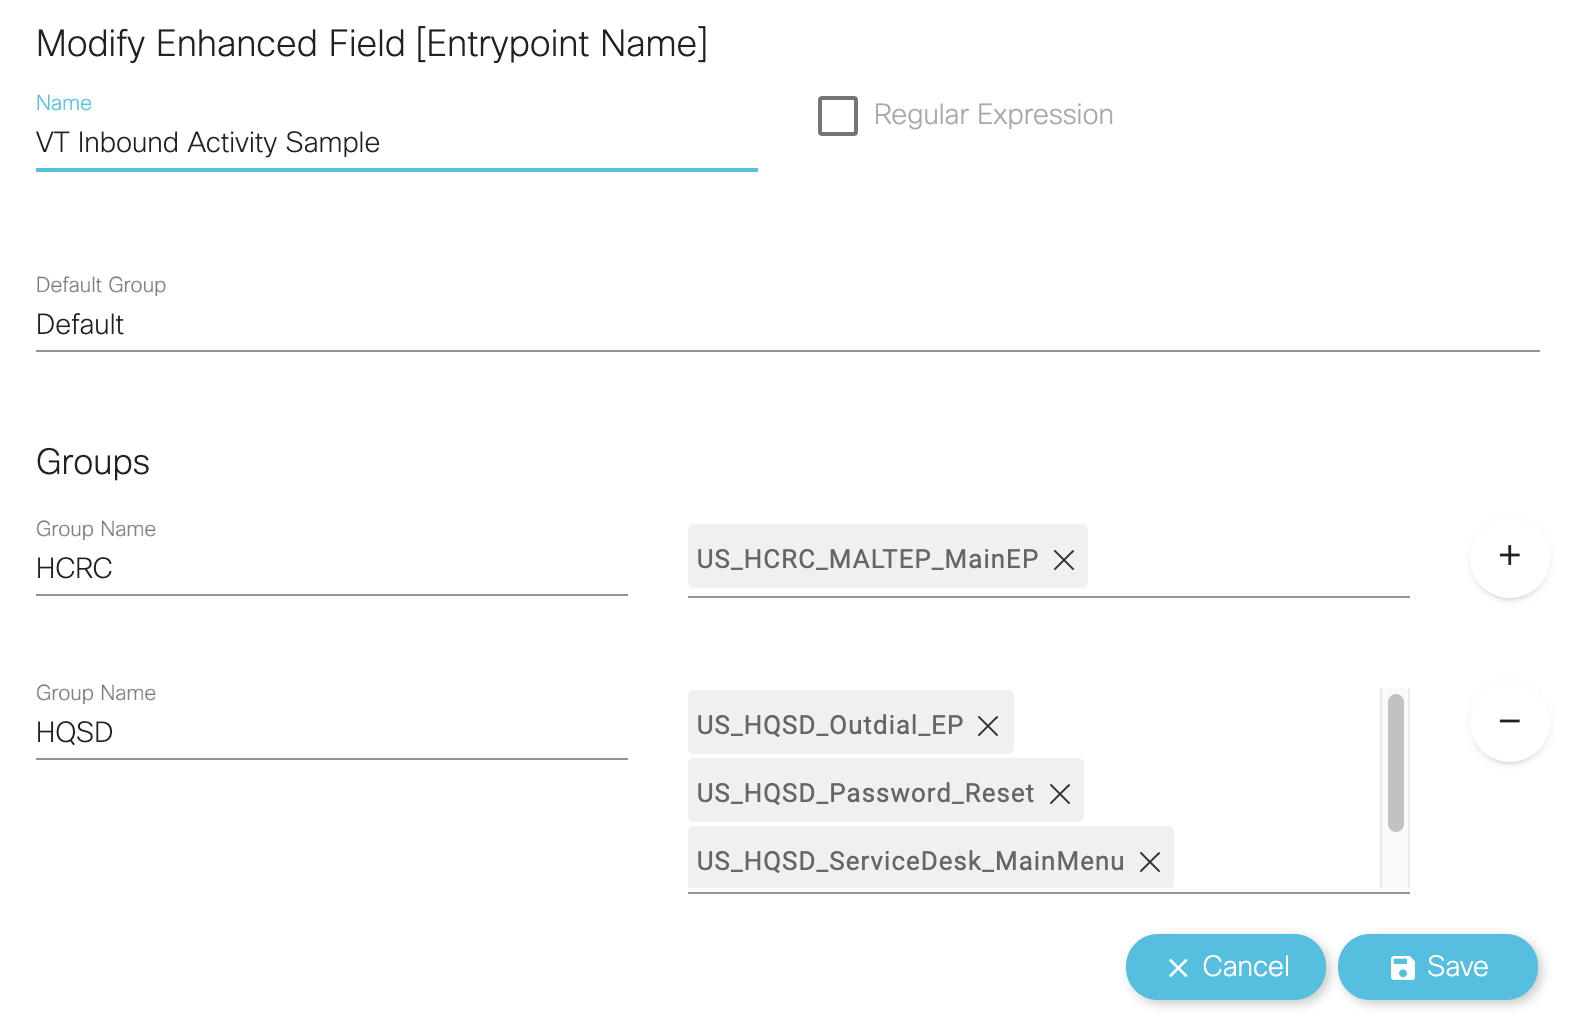 Modify Enhanced Field [Entrypoint Name]
Name
VT Inbound Activity Sample
Regular Expression
Default Group
Default
Groups
Group Name
HCRC
US_HCRC_MALTEP_MainEP
Group Name
HQSD
US_HQSD_Outdial_EP
US_HQSD_Password_Reset
US_HQSD_ServiceDesk_MainMenu
Cancel
Save